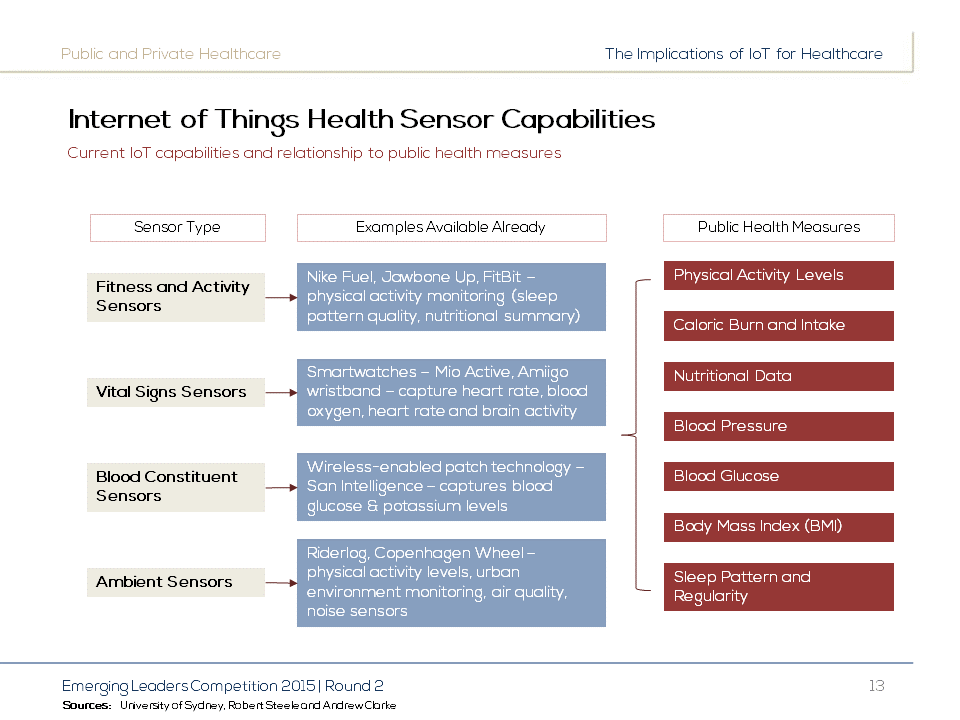 Public and Private Healthcare
The Implications of IoT for Healthcare
Internet of Things Health Sensor Capabilities
Current IoT capabilities and relationship to public health measures
Sensor Type
Examples Available Already
Public Health Measures
Fitness and Activity
Sensors
Nike Fuel, Jawbone Up, FitBit –
physical activity monitoring (sleep
pattern quality, nutritional summary)
Vital Signs Sensors
Smartwatches – Mio Active, Amiigo
wristband – capture heart rate, blood
oxygen, heart rate and brain activity
Blood Constituent
Sensors
Wireless-enabled patch technology –
San Intelligence – captures blood
glucose & potassium levels
Ambient Sensors
Riderlog, Copenhagen Wheel –
physical activity levels, urban
environment monitoring, air quality,
noise sensors
Physical Activity Levels
Caloric Burn and Intake
Nutritional Data
Blood Pressure
Blood Glucose
Body Mass Index (BMI)
Sleep Pattern and
Regularity
Emerging Leaders Competition 2015 | Round 2
13
Sources: University of Sydney, Robert Steele and Andrew Clarke